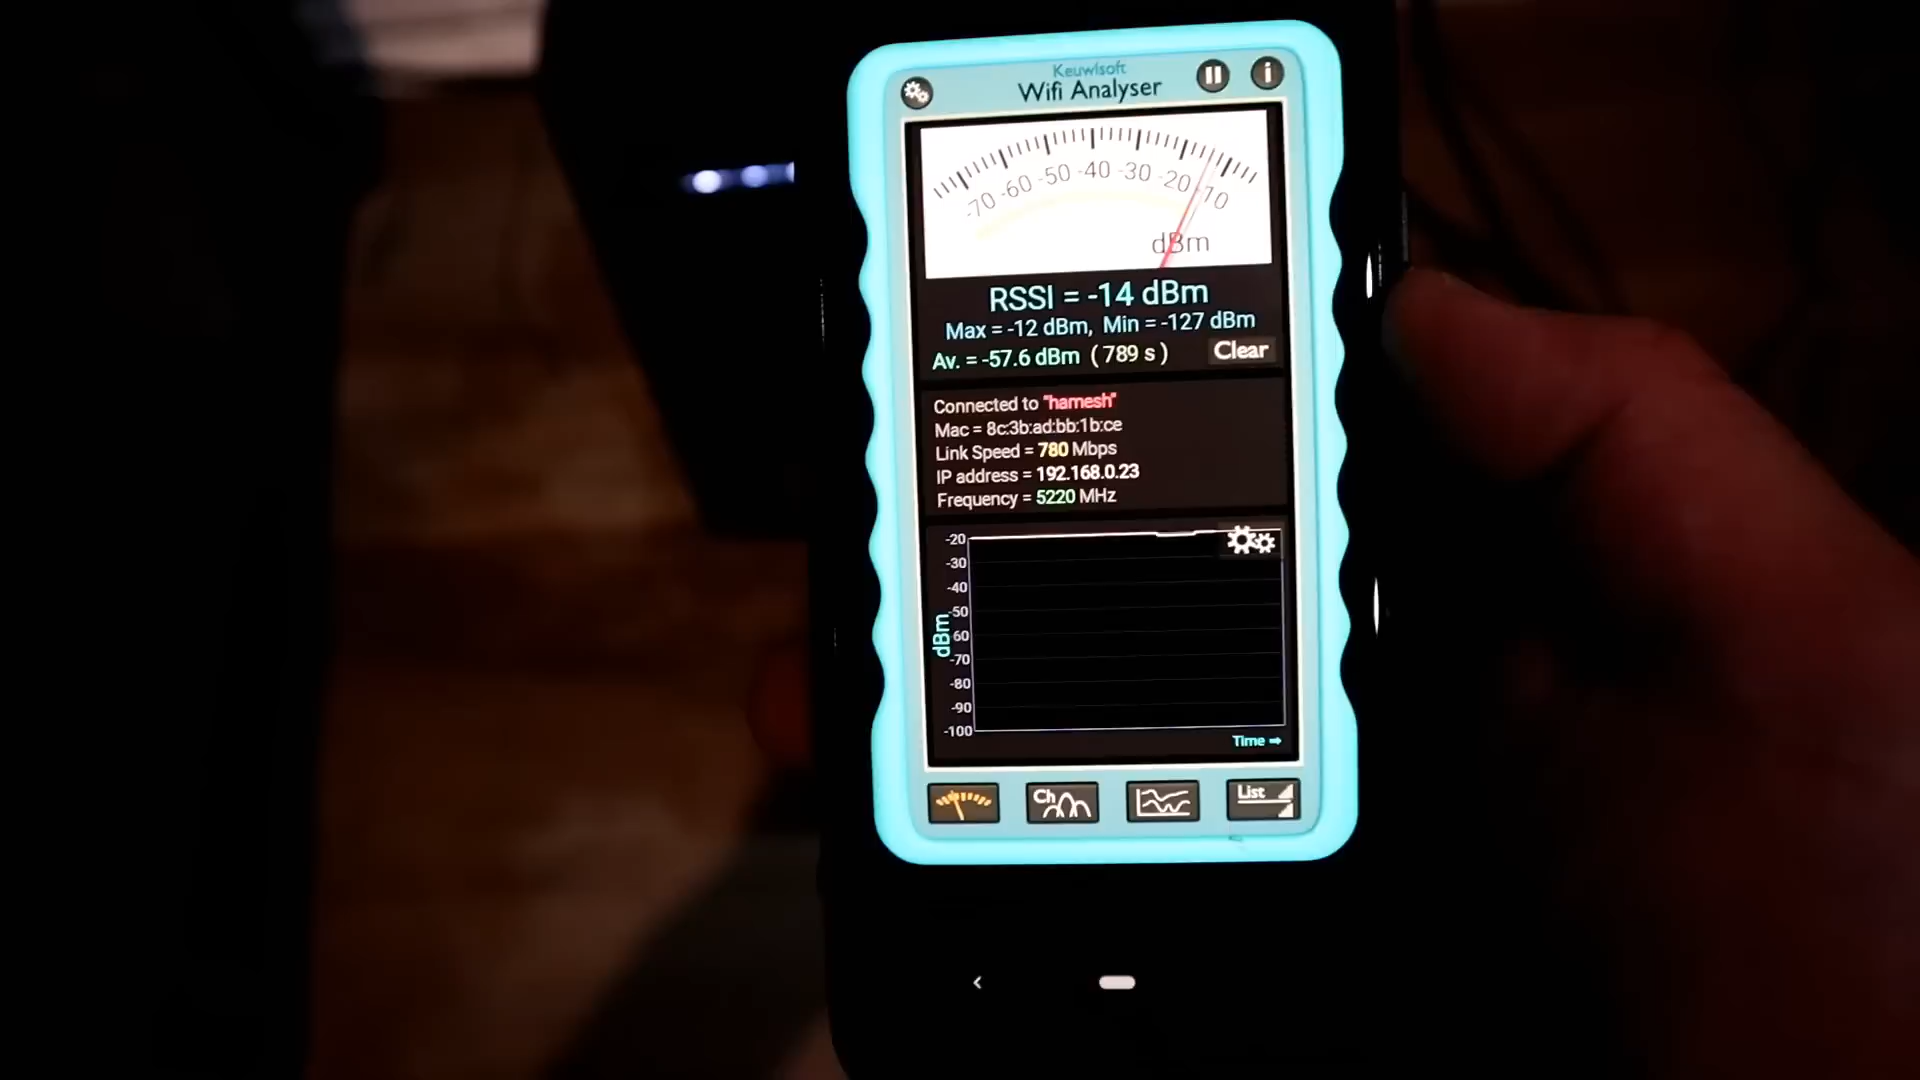 Keuwlsoft
Wifi Analyser
-70 -60 -50 -40 -30 -20 -10
dBm
RSSI = -14 dBm
Max = -12 dBm, Min = -127 dBm
Av. = -57.6 dBm ( 789 s )
Clear
Connected to "hamesh"
Mac = 8c:3b:ad:bb:1b:ce
Link Speed = 780 Mbps
IP address = 192.168.0.23
Frequency = 5220 MHz
-20
-30
-40
-50
-60
-70
-80
-90
-100
dBm
Time
Ch
List